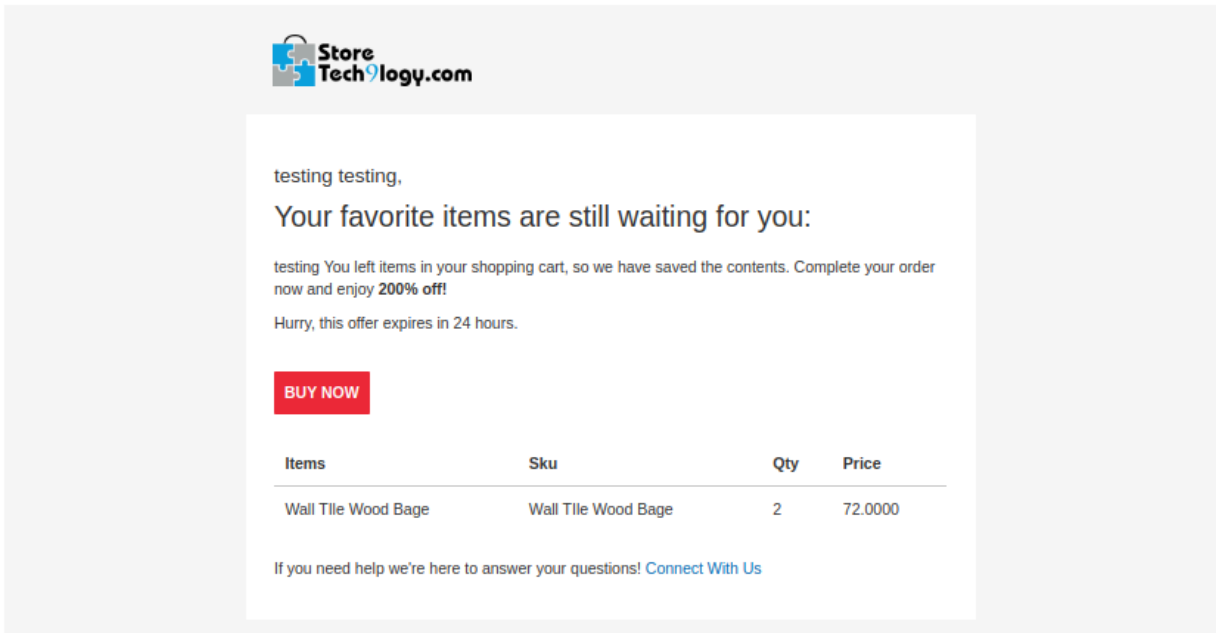 Store
Tech9logy.com
testing testing,
Your favorite items are still waiting for you:
testing You left items in your shopping cart, so we have saved the contents. Complete your order
now and enjoy 200% off!
Hurry, this offer expires in 24 hours.
BUY NOW
Items Sku Qty Price
Wall TIle Wood Bage Wall TIle Wood Bage 2 72.0000
If you need help we're here to answer your questions! Connect With Us